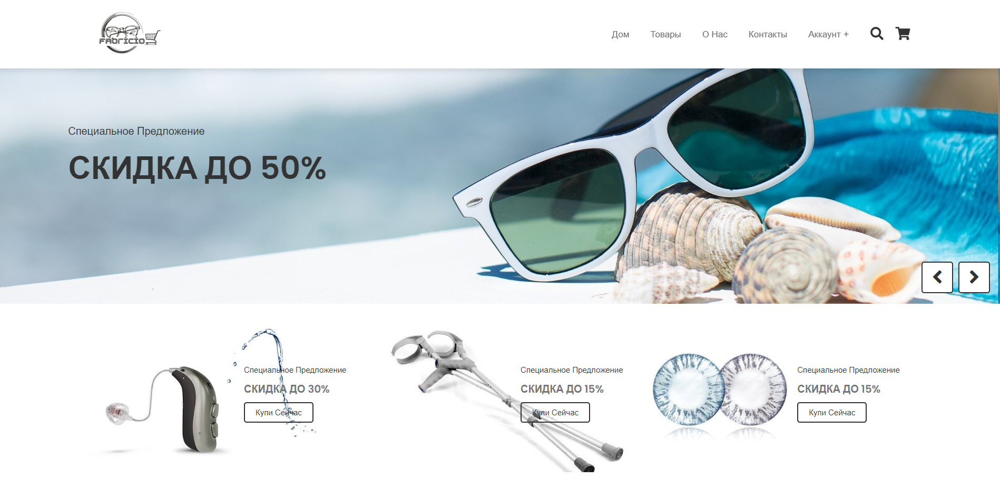 Fabricio
Дом
Товары
О Нас
Контакты
Аккаунт +
Специальное Предложение
СКИДКА ДО 50%
Специальное Предложение
СКИДКА ДО 30%
Купи Сейчас
Специальное Предложение
СКИДКА ДО 15%
Купи Сейчас
Специальное Предложение
СКИДКА ДО 15%
Купи Сейчас